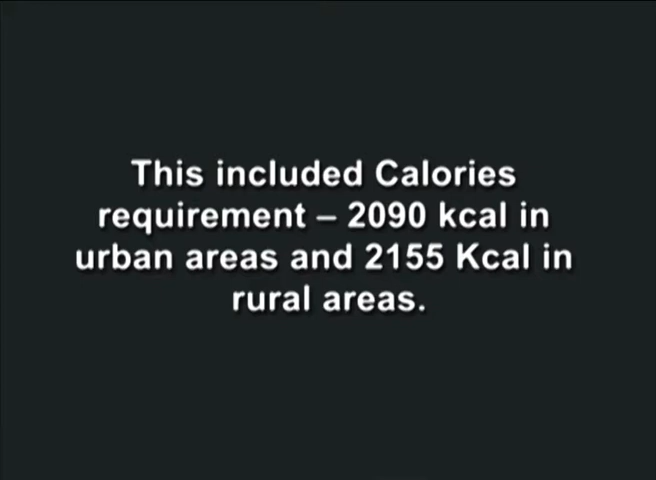 This included Calories
requirement – 2090 kcal in
urban areas and 2155 Kcal in
rural areas.